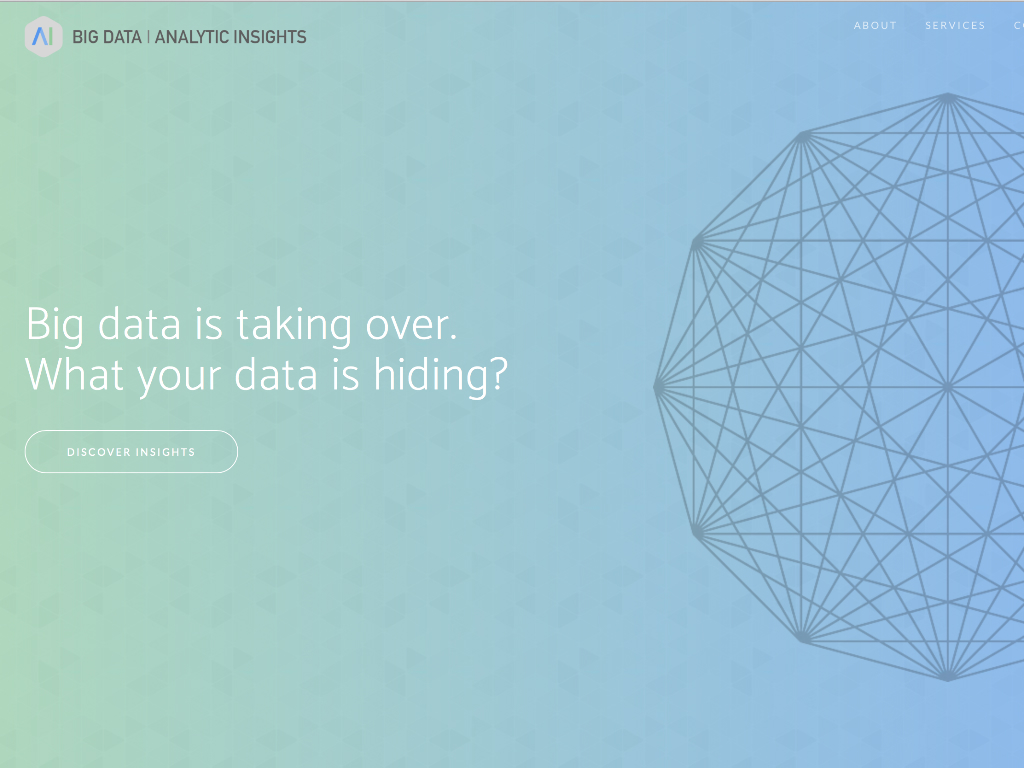 AI BIG DATA | ANALYTIC INSIGHTS
ABOUT SERVICES
Big data is taking over.
What your data is hiding?
DISCOVER INSIGHTS